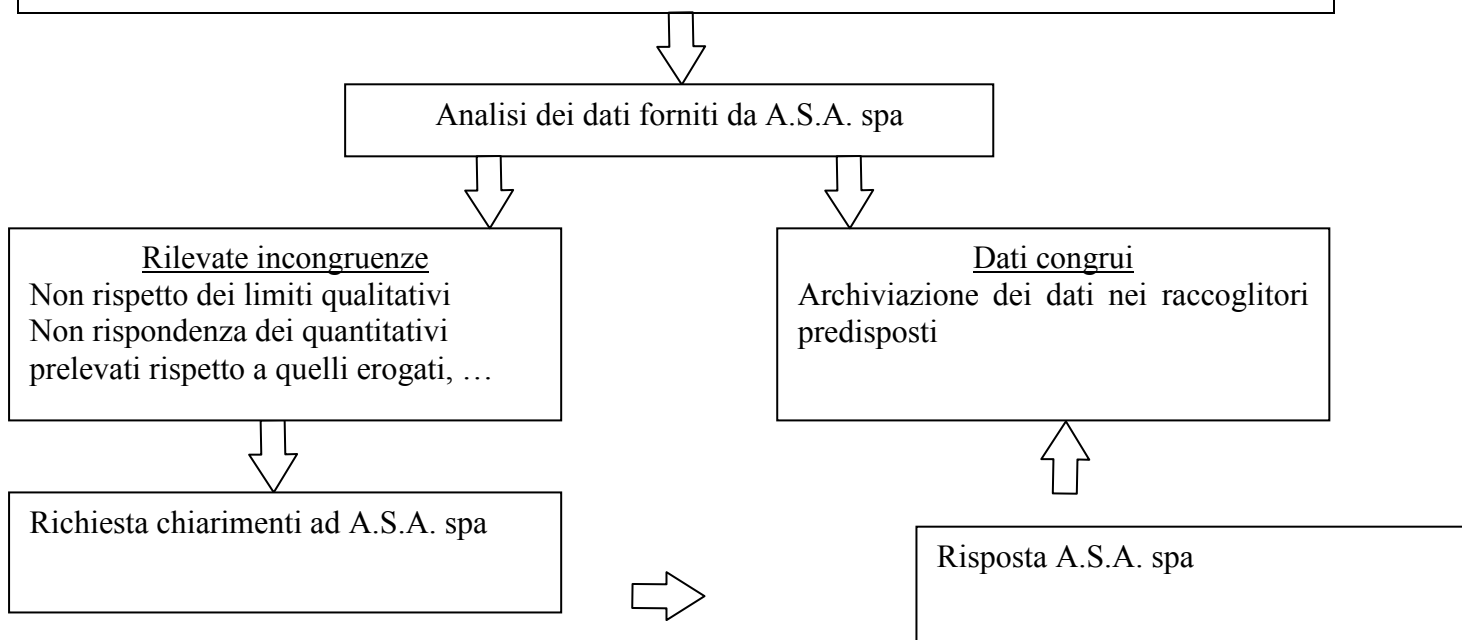 Analisi dei dati forniti da A.S.A. spa
Rilevate incongruenze
Non rispetto dei limiti qualitativi
Non rispondenza dei quantitativi
prelevati rispetto a quelli erogati, …
Dati congrui
Archiviazione dei dati nei raccoglitori
predisposti
Richiesta chiarimenti ad A.S.A. spa
Risposta A.S.A. spa